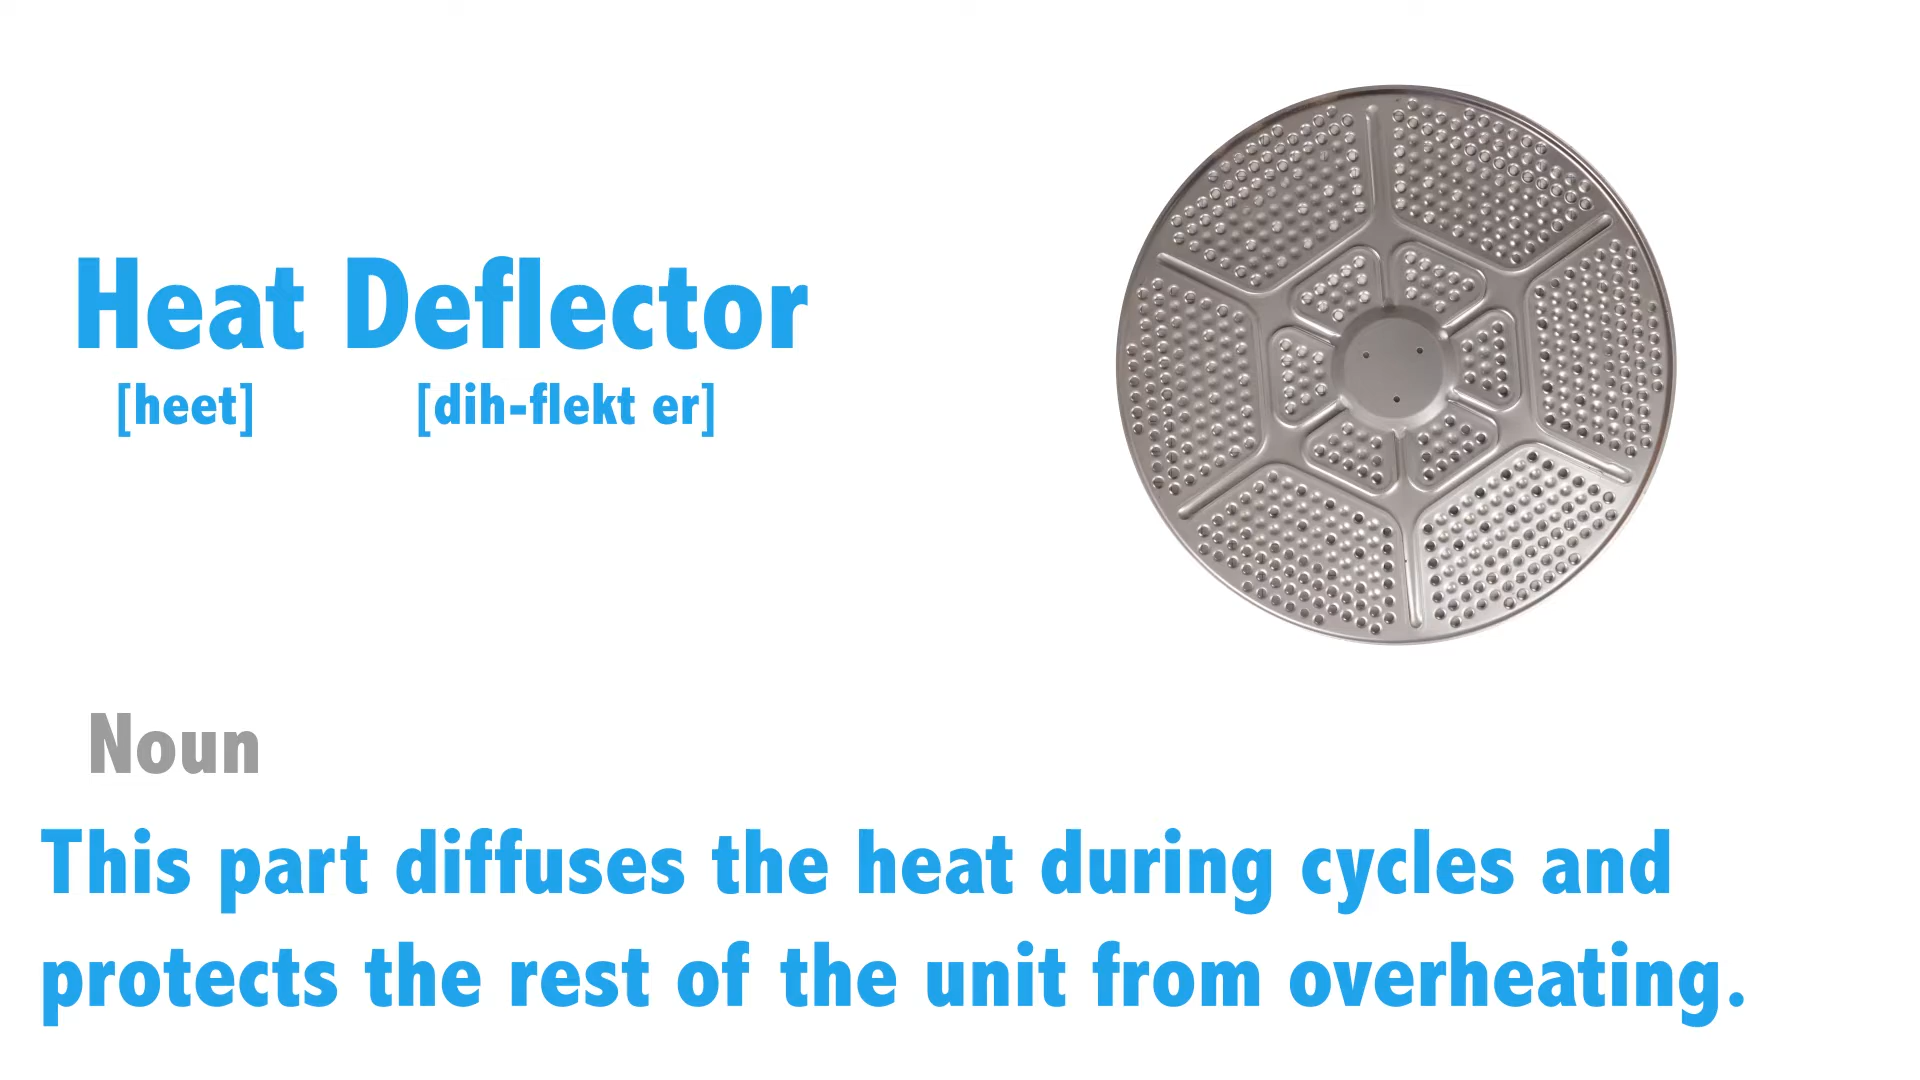 Heat Deflector
[heet] [dih-flekt er]
Noun
This part diffuses the heat during cycles and
protects the rest of the unit from overheating.